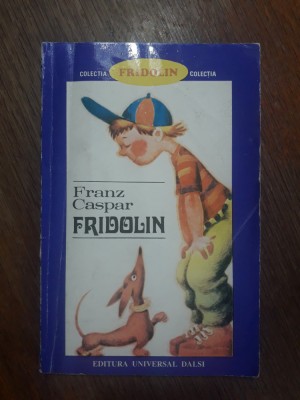 COLECTIA FRIDOLIN COLECTIA
Franz
Caspar
FRIDOLIN
EDITURA UNIVERSAL DALSI